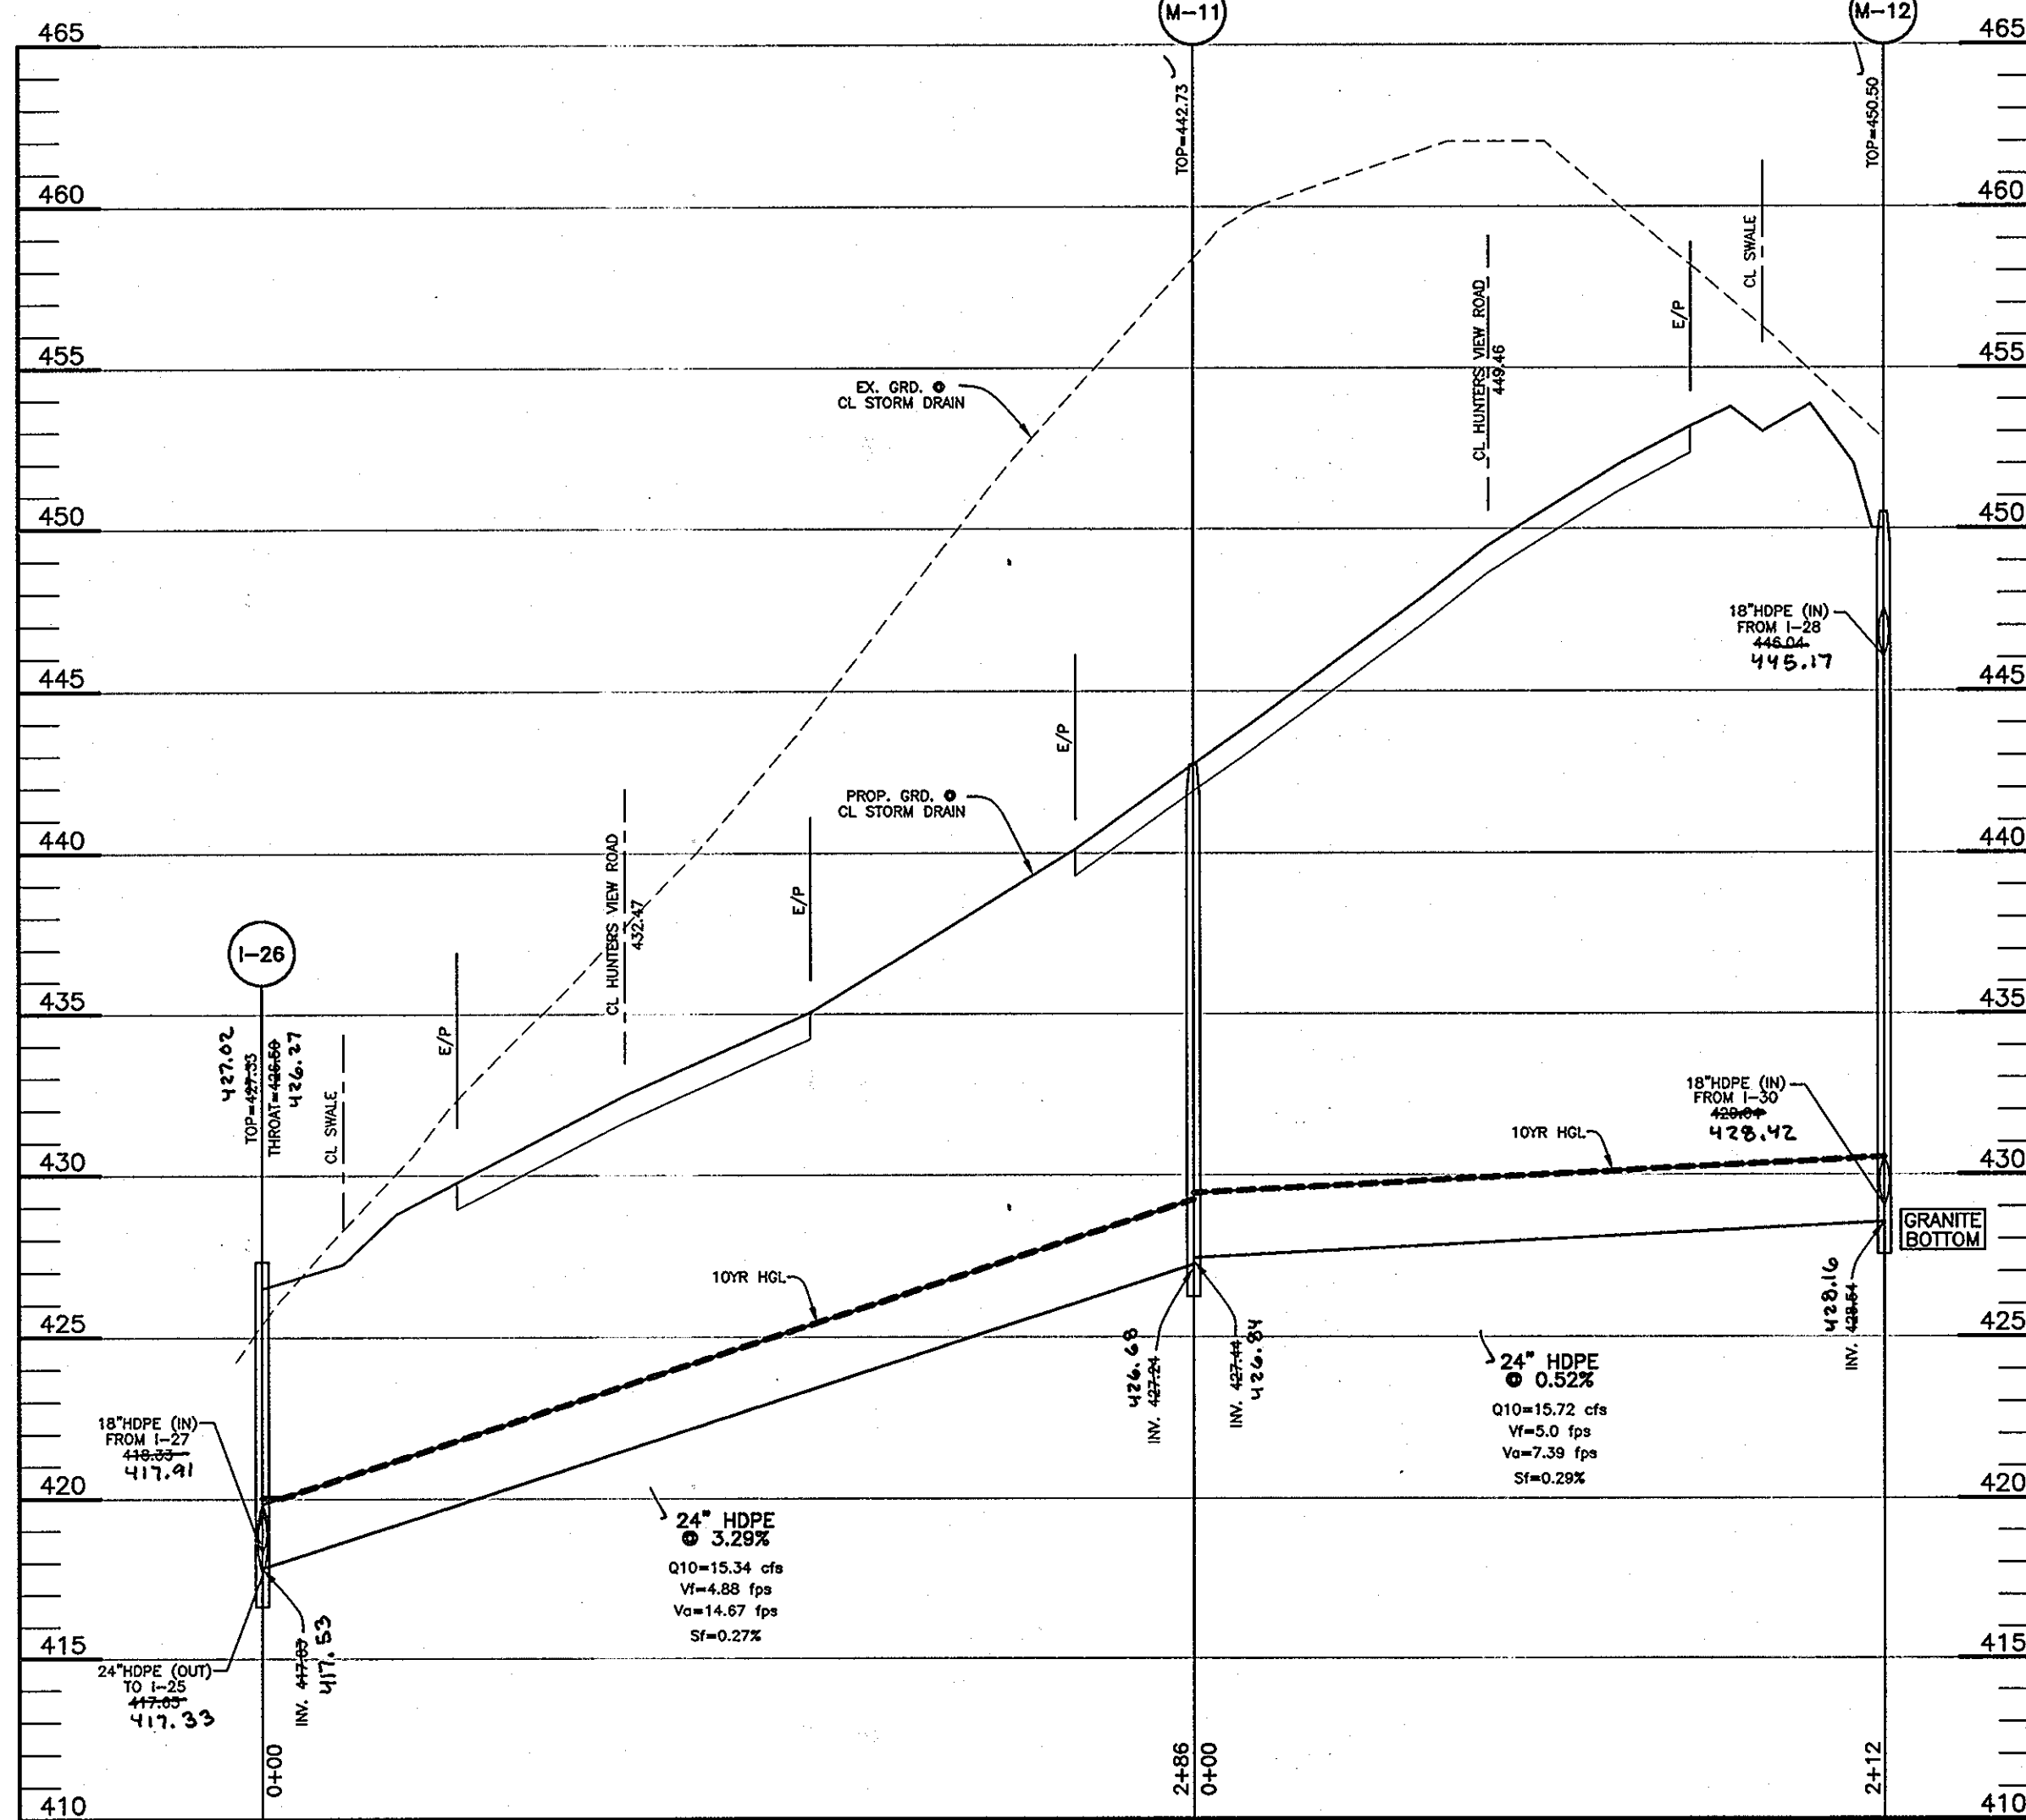 M-11
M-12
465
465
TOP=442.73
TOP=450.50
460
460
CL SWALE
E/P
CL HUNTERS VIEW ROAD
449.46
455
455
EX. GRD. @
CL STORM DRAIN
450
450
18"HDPE (IN)
FROM I-28
446.04
445.17
445
445
E/P
PROP. GRD. @
CL STORM DRAIN
440
440
CL HUNTERS VIEW ROAD
432.47
E/P
I-26
435
435
427.02
TOP=427.33
THROAT=426.50
426.27
CL SWALE
E/P
18"HDPE (IN)
FROM I-30
428.42
10YR HGL
430
430
GRANITE
BOTTOM
10YR HGL
428.16
INV. 428.54
425
425
426.68
INV. 427.24
INV. 427.44
426.84
24" HDPE
@ 0.52%
Q10=15.72 cfs
Vf=5.0 fps
Va=7.39 fps
Sf=0.29%
18"HDPE (IN)
FROM I-27
418.33
417.91
420
420
24" HDPE
@ 3.29%
Q10=15.34 cfs
Vf=4.88 fps
Va=14.67 fps
Sf=0.27%
415
415
24"HDPE (OUT)
TO I-25
417.33
INV.
417.53
0+00
2+86
0+00
2+12
410
410